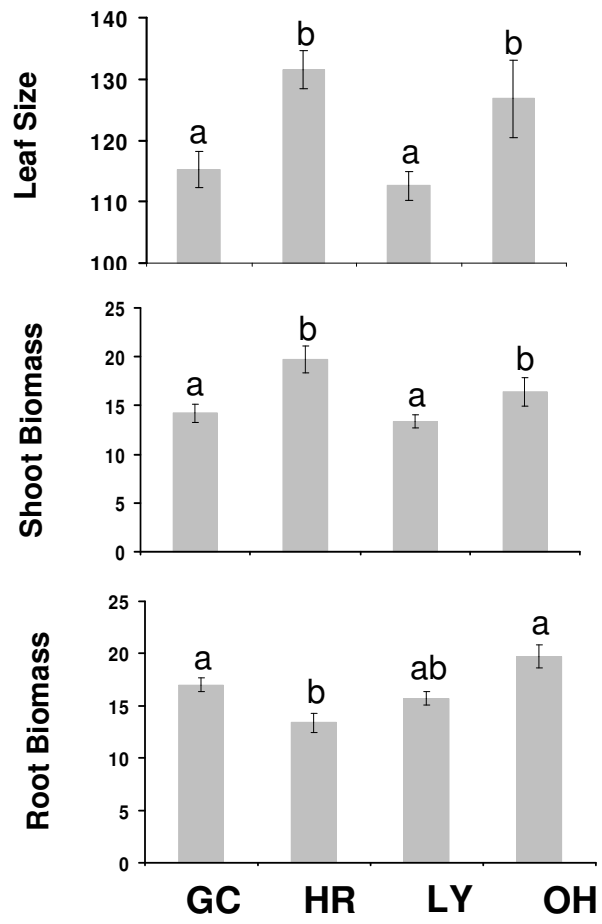 Leaf Size
140
130
120
110
100
a
b
a
b
Shoot Biomass
25
20
15
10
5
0
a
b
a
b
Root Biomass
25
20
15
10
5
0
a
b
ab
a
GC HR LY OH